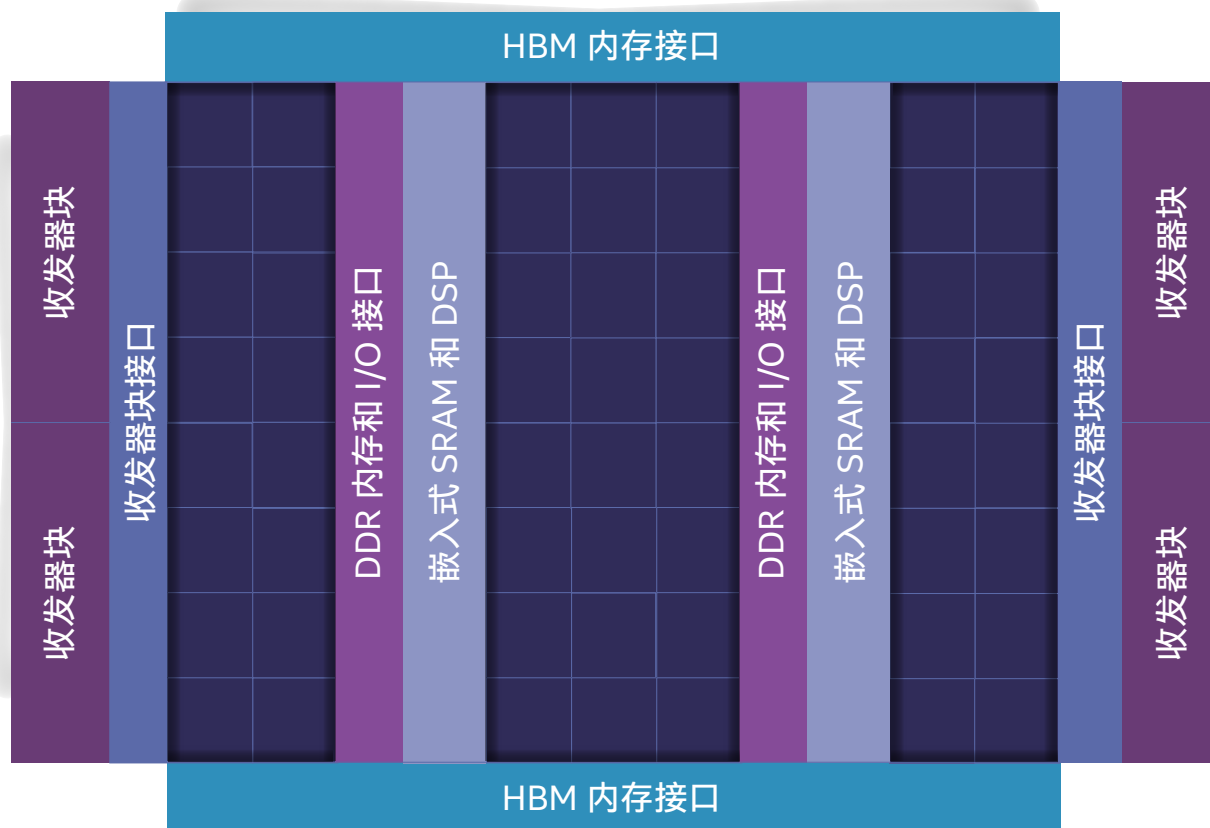 HBM 内存接口
收发器块
收发器块
收发器块接口
DDR 内存和 I/O 接口
嵌入式 SRAM 和 DSP
DDR 内存和 I/O 接口
嵌入式 SRAM 和 DSP
收发器块接口
收发器块
收发器块
HBM 内存接口